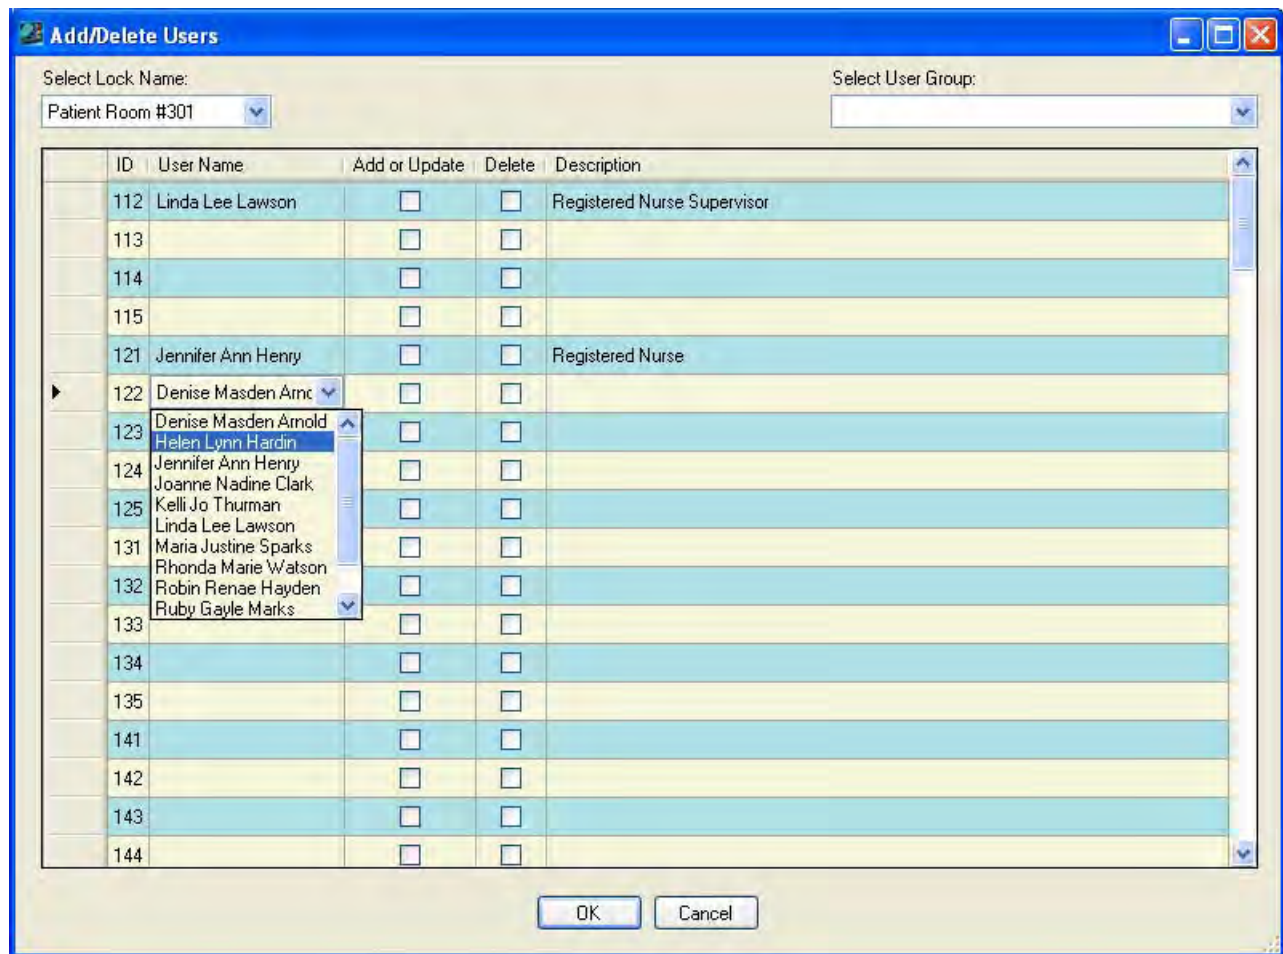 Add/Delete Users
Select Lock Name: Select User Group:
Patient Room #301
ID User Name Add or Update Delete Description
112 Linda Lee Lawson Registered Nurse Supervisor
113
114
115
121 Jennifer Ann Henry Registered Nurse
122 Denise Masden Arnc
Denise Masden Arnold
123
Helen Lynn Hardin
Jennifer Ann Henry
124
Joanne Nadine Clark
125 Kelli Jo Thurman
Linda Lee Lawson
131 Maria Justine Sparks
Rhonda Marie Watson
132 Robin Renae Hayden
Ruby Gayle Marks
133
134
135
141
142
143
144
OK Cancel